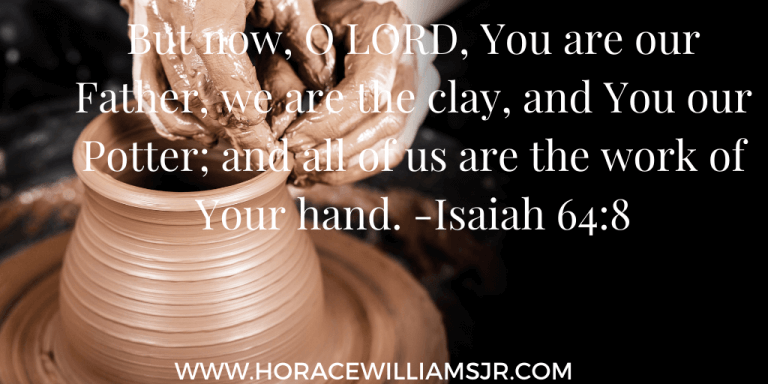 But now, O LORD, You are our
Father, we are the clay, and You our
Potter; and all of us are the work of
Your hand. -Isaiah 64:8
WWW.HORACEWILLIAMSJR.COM